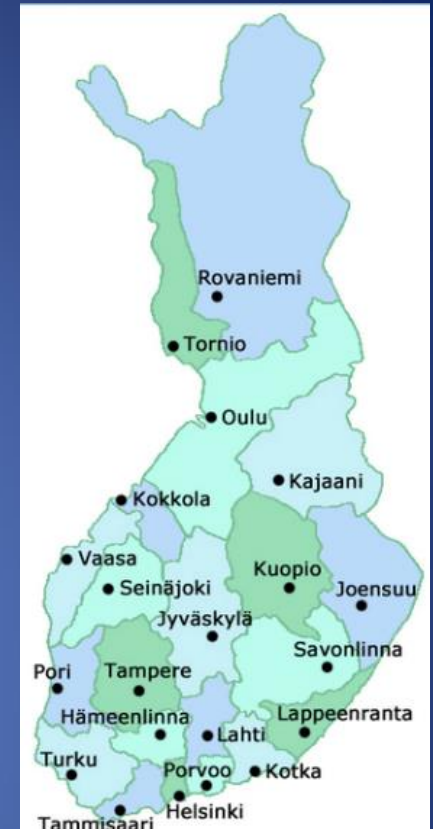 Rovaniemi
Tornio
Oulu
Kajaani
Kokkola
Vaasa
Kuopio
Seinäjoki
Joensuu
Jyväskylä
Savonlinna
Pori
Tampere
Hämeenlinna
Lappeenranta
Lahti
Turku
Porvoo
Kotka
Helsinki
Tammisaari